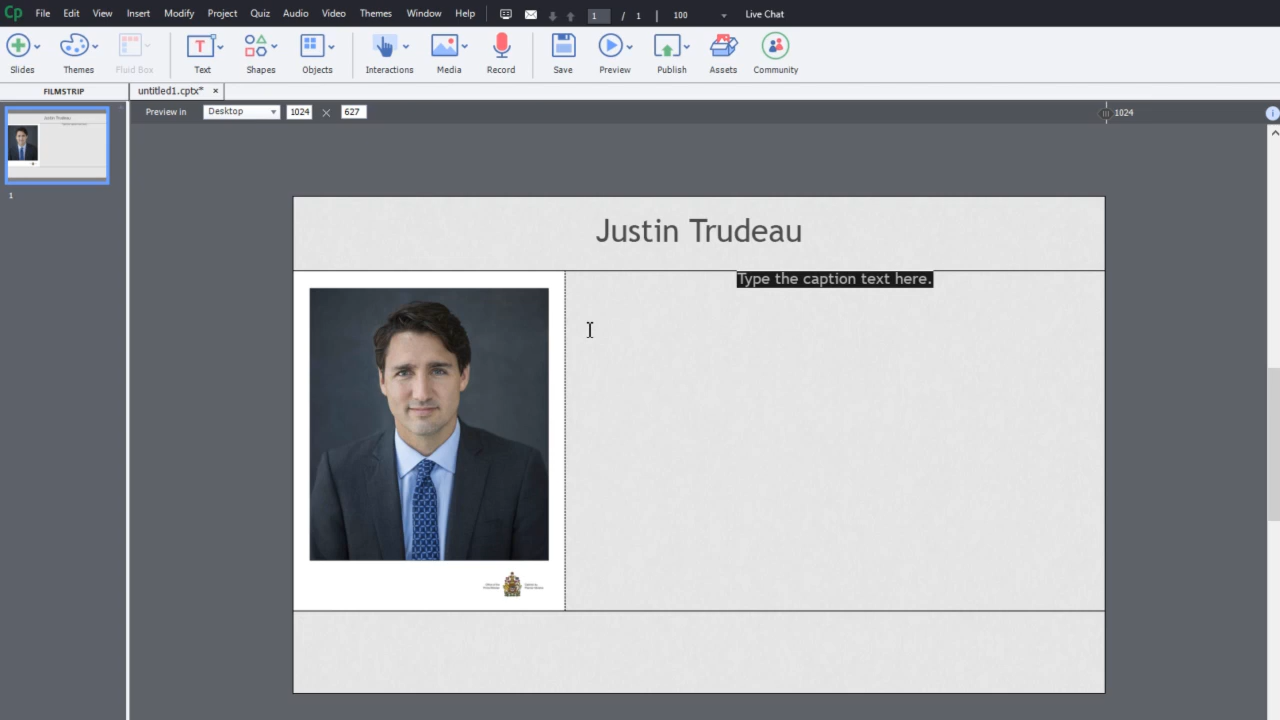 Cp File Edit View Insert Modify Project Quiz Audio Video Themes Window Help 1 / 1 100 Live Chat
Slides Themes Fluid Box Text Shapes Objects Interactions Media Record Save Preview Publish Assets Community
FILMSTRIP untitled1.cptx* ×
Preview in Desktop 1024 627 1024
Justin Trudeau
1
Justin Trudeau
Type the caption text here.